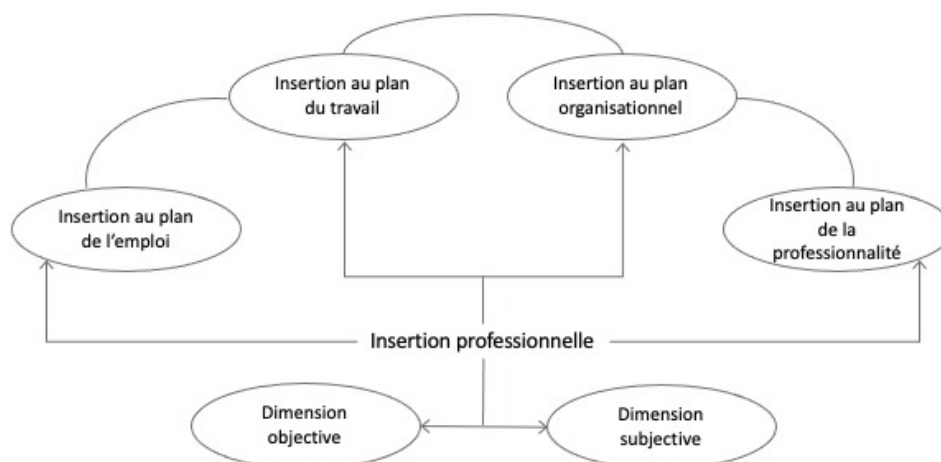 Insertion au plan
du travail
Insertion au plan
organisationnel
Insertion au plan
de l'emploi
Insertion au plan
de la
professionnalité
Insertion professionnelle
Dimension
objective
Dimension
subjective